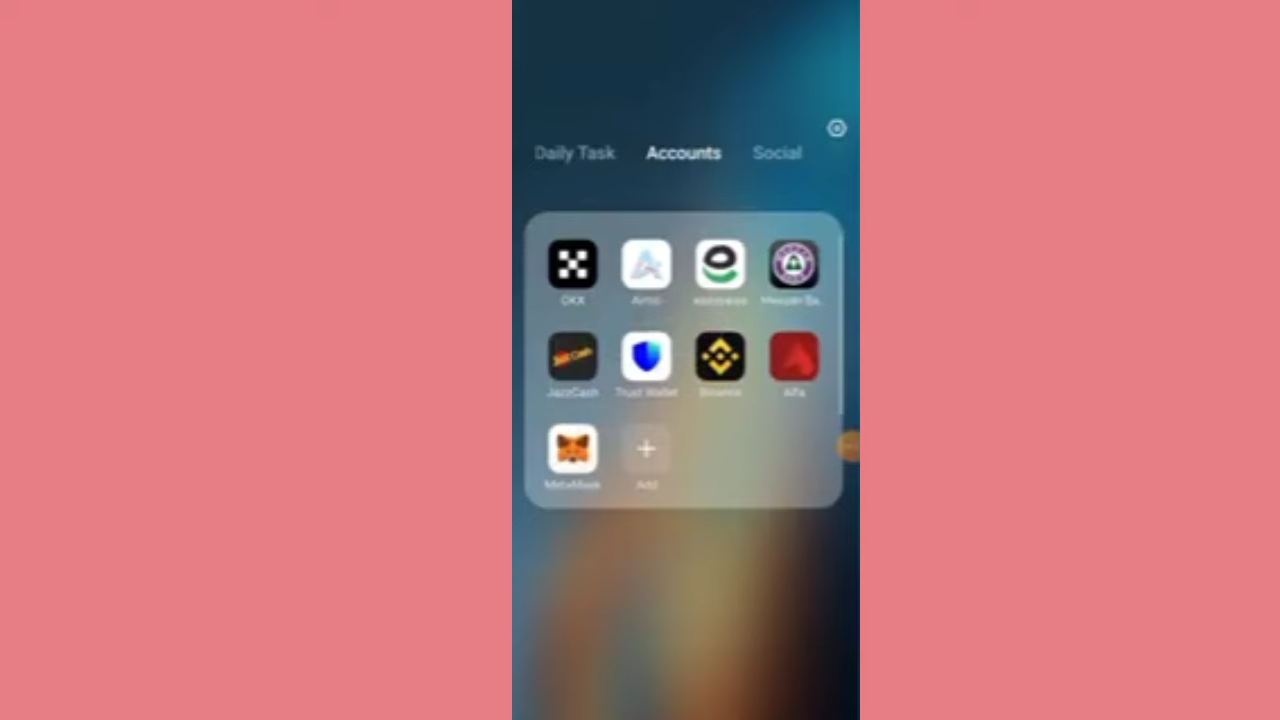 Daily Task Accounts Social
OKX
JazzCash Trust Wallet Binance Alfa
MetaMask Add